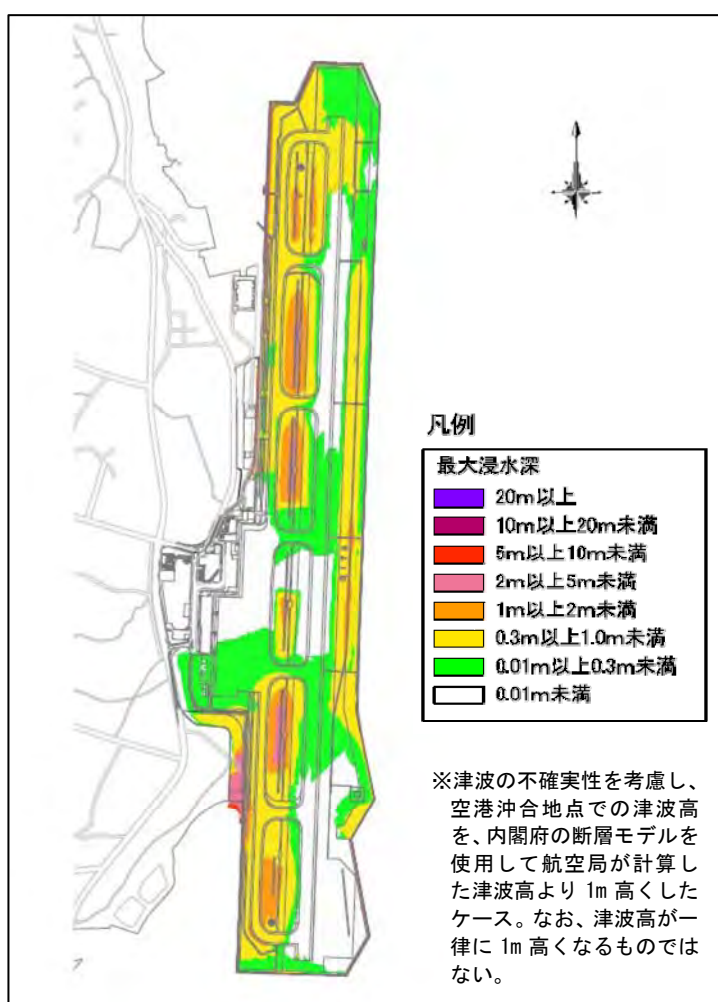 凡例
最大浸水深
20m以上
10m以上20m未満
5m以上10m未満
2m以上5m未満
1m以上2m未満
0.3m以上1.0m未満
0.01m以上0.3m未満
0.01m未満
※津波の不確実性を考慮し、
空港沖合地点での津波高
を、内閣府の断層モデルを
使用して航空局が計算し
た津波高より 1m 高くした
ケース。なお、津波高が一
律に 1m 高くなるものでは
ない。